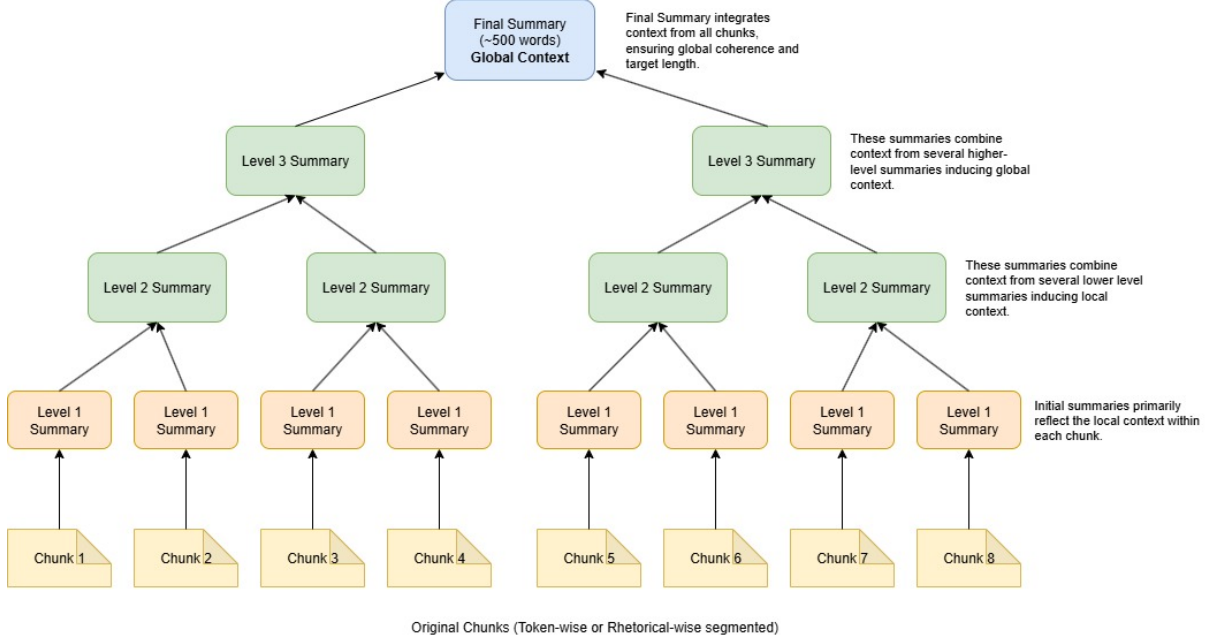 Final Summary
(~500 words)
Global Context
Final Summary integrates
context from all chunks,
ensuring global coherence and
target length.
Level 3 Summary
Level 3 Summary
These summaries combine
context from several higher-
level summaries inducing global
context.
Level 2 Summary
Level 2 Summary
Level 2 Summary
Level 2 Summary
These summaries combine
context from several lower level
summaries inducing local
context.
Level 1
Summary
Level 1
Summary
Level 1
Summary
Level 1
Summary
Level 1
Summary
Level 1
Summary
Level 1
Summary
Level 1
Summary
Initial summaries primarily
reflect the local context within
each chunk.
Chunk 1
Chunk 2
Chunk 3
Chunk 4
Chunk 5
Chunk 6
Chunk 7
Chunk 8
Original Chunks (Token-wise or Rhetorical-wise segmented)